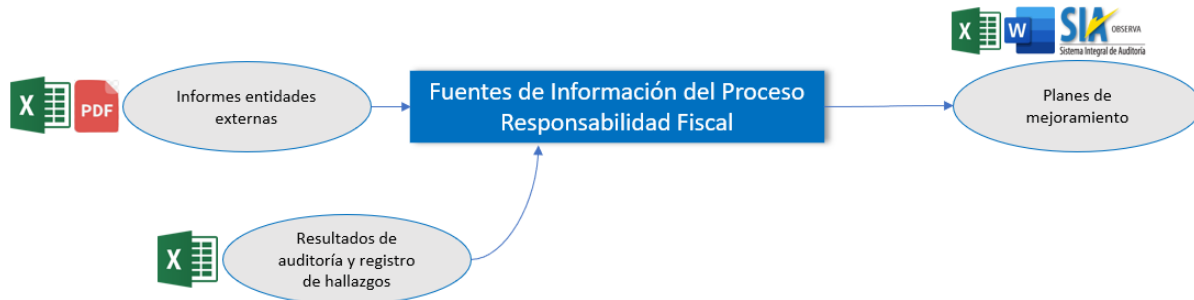 X
W
SIA
OBSERVA
Sistema Integral de Auditoría
X
PDF
Informes entidades
externas
Fuentes de Información del Proceso
Responsabilidad Fiscal
Planes de
mejoramiento
X
Resultados de
auditoría y registro
de hallazgos